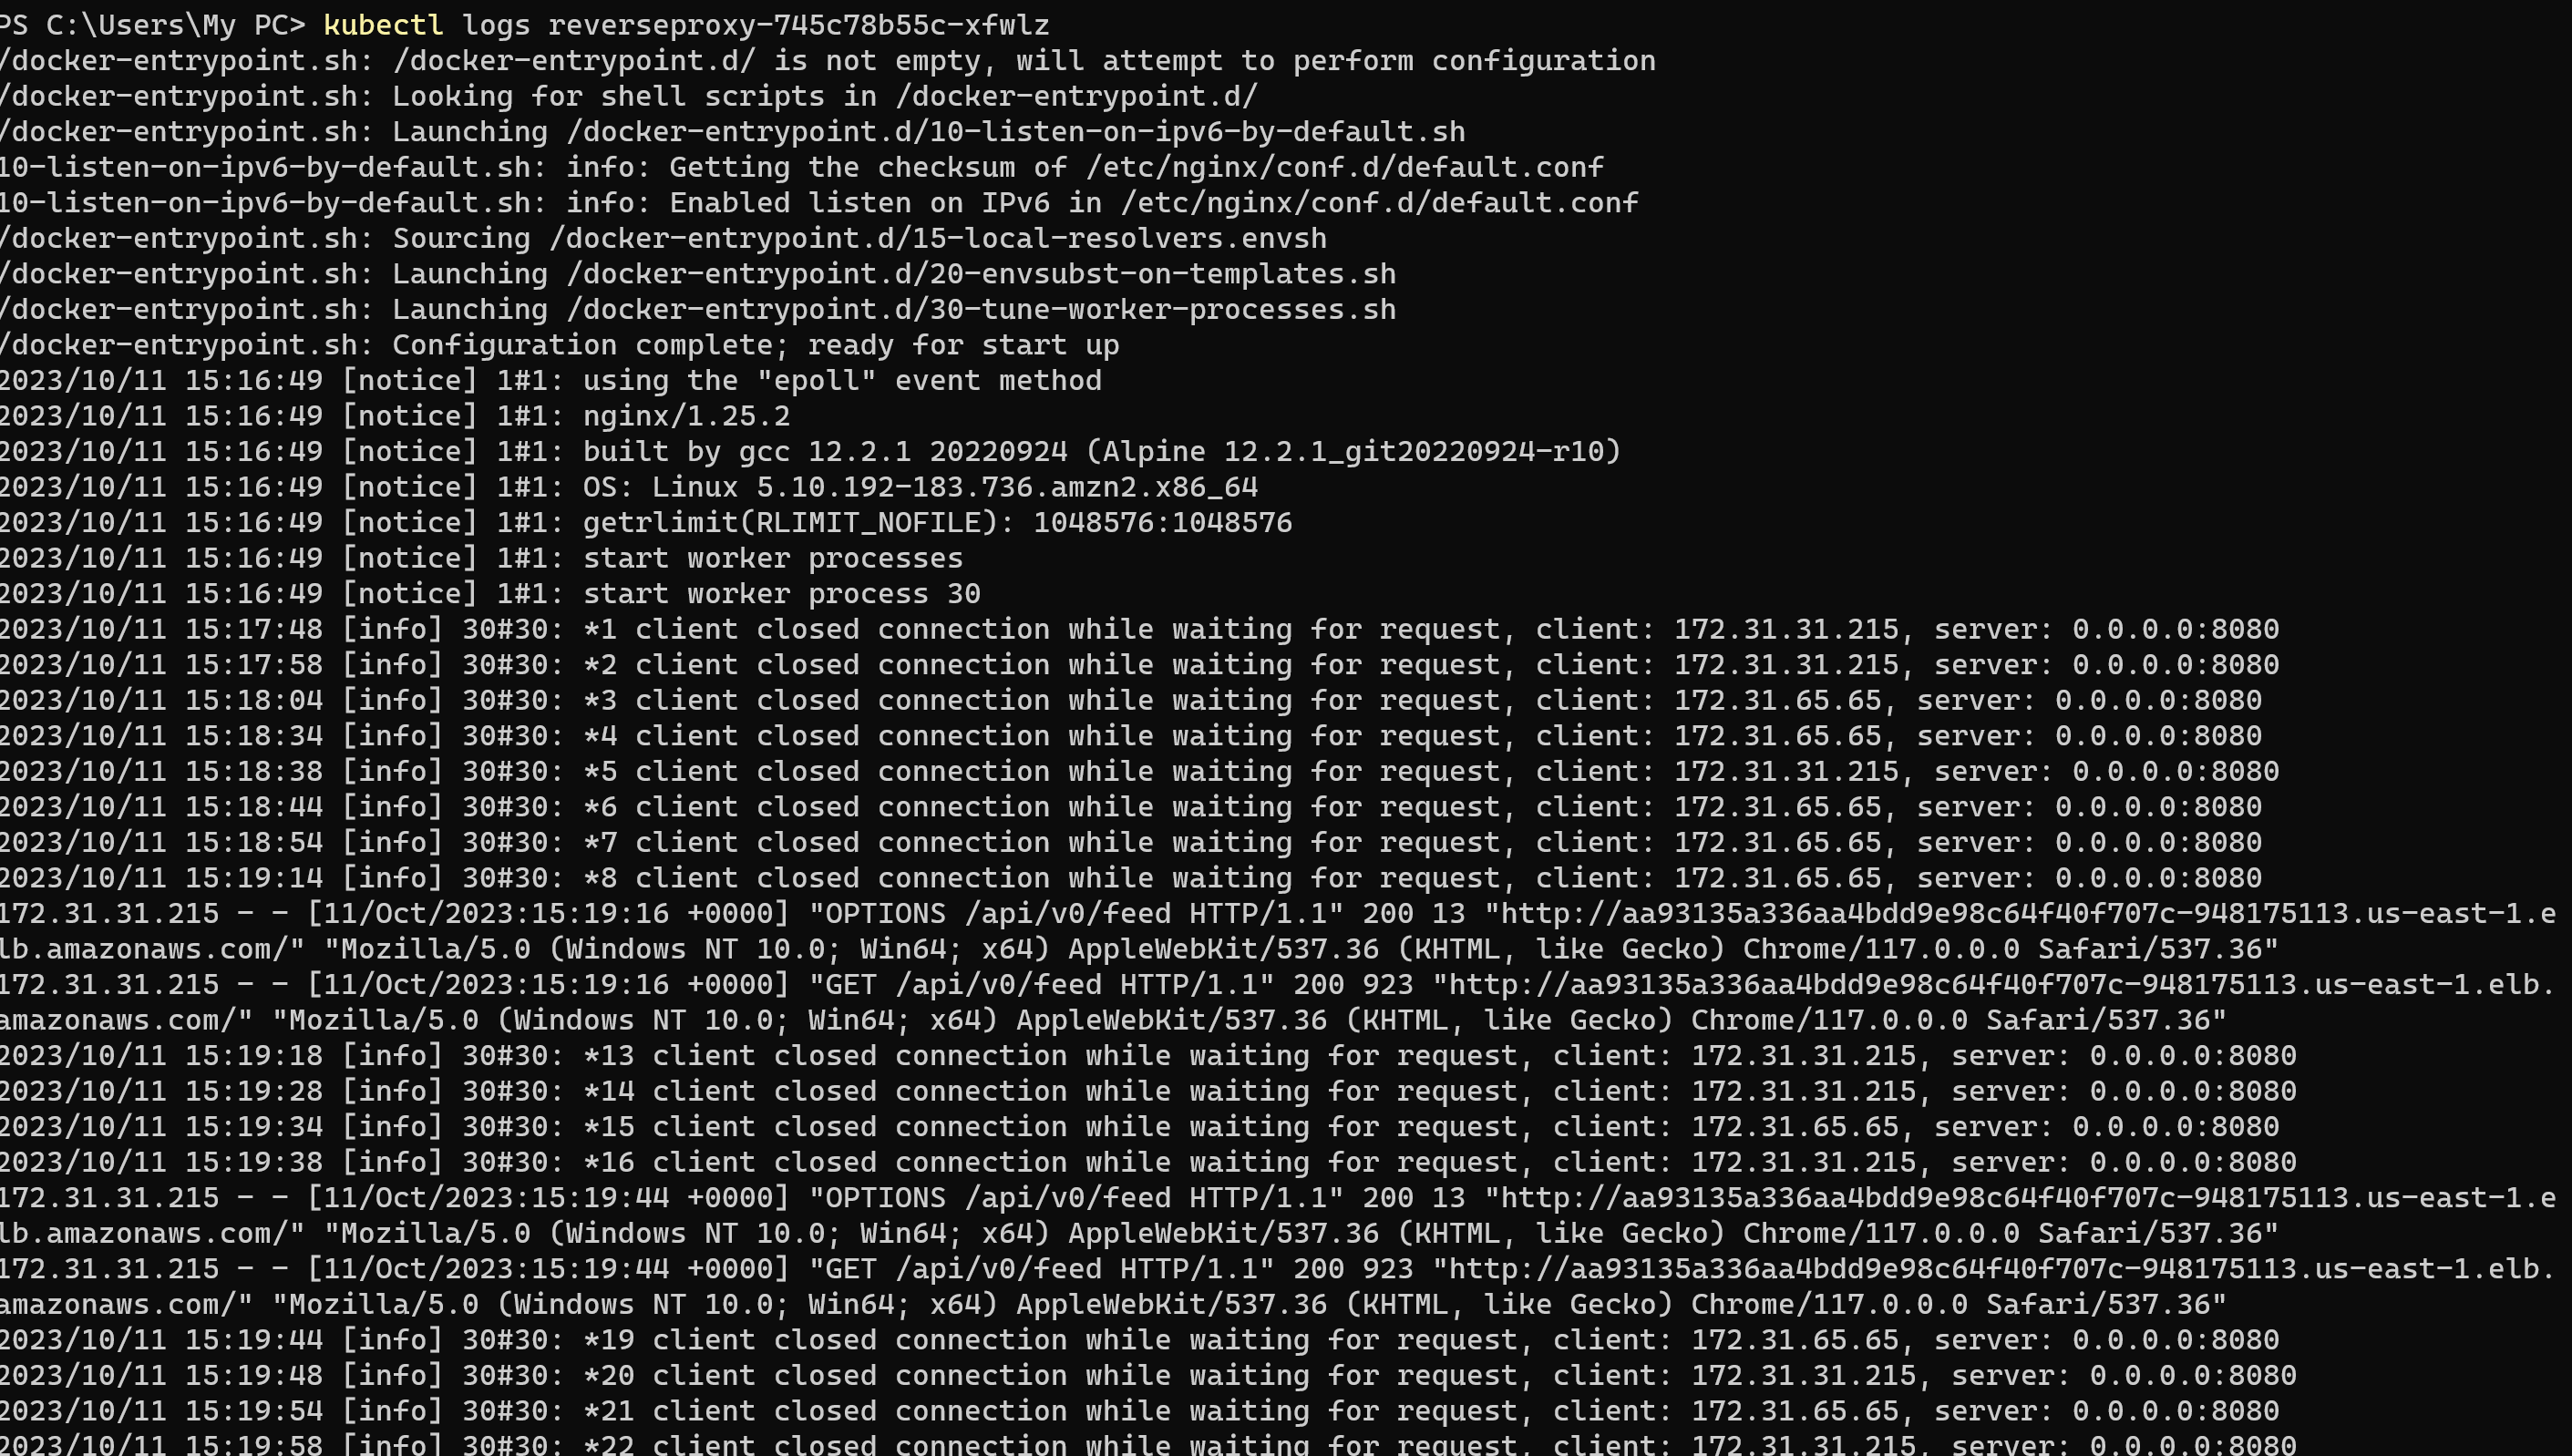 PS C:\Users\My PC> kubectl logs reverseproxy-745c78b55c-xfwlz
/docker-entrypoint.sh: /docker-entrypoint.d/ is not empty, will attempt to perform configuration
/docker-entrypoint.sh: Looking for shell scripts in /docker-entrypoint.d/
/docker-entrypoint.sh: Launching /docker-entrypoint.d/10-listen-on-ipv6-by-default.sh
10-listen-on-ipv6-by-default.sh: info: Getting the checksum of /etc/nginx/conf.d/default.conf
10-listen-on-ipv6-by-default.sh: info: Enabled listen on IPv6 in /etc/nginx/conf.d/default.conf
/docker-entrypoint.sh: Sourcing /docker-entrypoint.d/15-local-resolvers.envsh
/docker-entrypoint.sh: Launching /docker-entrypoint.d/20-envsubst-on-templates.sh
/docker-entrypoint.sh: Launching /docker-entrypoint.d/30-tune-worker-processes.sh
/docker-entrypoint.sh: Configuration complete; ready for start up
2023/10/11 15:16:49 [notice] 1#1: using the "epoll" event method
2023/10/11 15:16:49 [notice] 1#1: nginx/1.25.2
2023/10/11 15:16:49 [notice] 1#1: built by gcc 12.2.1 20220924 (Alpine 12.2.1_git20220924-r10)
2023/10/11 15:16:49 [notice] 1#1: OS: Linux 5.10.192-183.736.amzn2.x86_64
2023/10/11 15:16:49 [notice] 1#1: getrlimit(RLIMIT_NOFILE): 1048576:1048576
2023/10/11 15:16:49 [notice] 1#1: start worker processes
2023/10/11 15:16:49 [notice] 1#1: start worker process 30
2023/10/11 15:17:48 [info] 30#30: *1 client closed connection while waiting for request, client: 172.31.31.215, server: 0.0.0.0:8080
2023/10/11 15:17:58 [info] 30#30: *2 client closed connection while waiting for request, client: 172.31.31.215, server: 0.0.0.0:8080
2023/10/11 15:18:04 [info] 30#30: *3 client closed connection while waiting for request, client: 172.31.65.65, server: 0.0.0.0:8080
2023/10/11 15:18:34 [info] 30#30: *4 client closed connection while waiting for request, client: 172.31.65.65, server: 0.0.0.0:8080
2023/10/11 15:18:38 [info] 30#30: *5 client closed connection while waiting for request, client: 172.31.31.215, server: 0.0.0.0:8080
2023/10/11 15:18:44 [info] 30#30: *6 client closed connection while waiting for request, client: 172.31.65.65, server: 0.0.0.0:8080
2023/10/11 15:18:54 [info] 30#30: *7 client closed connection while waiting for request, client: 172.31.65.65, server: 0.0.0.0:8080
2023/10/11 15:19:14 [info] 30#30: *8 client closed connection while waiting for request, client: 172.31.65.65, server: 0.0.0.0:8080
172.31.31.215 - - [11/Oct/2023:15:19:16 +0000] "OPTIONS /api/v0/feed HTTP/1.1" 200 13 "http://aa93135a336aa4bdd9e98c64f40f707c-948175113.us-east-1.e
lb.amazonaws.com/" "Mozilla/5.0 (Windows NT 10.0; Win64; x64) AppleWebKit/537.36 (KHTML, like Gecko) Chrome/117.0.0.0 Safari/537.36"
172.31.31.215 - - [11/Oct/2023:15:19:16 +0000] "GET /api/v0/feed HTTP/1.1" 200 923 "http://aa93135a336aa4bdd9e98c64f40f707c-948175113.us-east-1.elb.
amazonaws.com/" "Mozilla/5.0 (Windows NT 10.0; Win64; x64) AppleWebKit/537.36 (KHTML, like Gecko) Chrome/117.0.0.0 Safari/537.36"
2023/10/11 15:19:18 [info] 30#30: *13 client closed connection while waiting for request, client: 172.31.31.215, server: 0.0.0.0:8080
2023/10/11 15:19:28 [info] 30#30: *14 client closed connection while waiting for request, client: 172.31.31.215, server: 0.0.0.0:8080
2023/10/11 15:19:34 [info] 30#30: *15 client closed connection while waiting for request, client: 172.31.65.65, server: 0.0.0.0:8080
2023/10/11 15:19:38 [info] 30#30: *16 client closed connection while waiting for request, client: 172.31.31.215, server: 0.0.0.0:8080
172.31.31.215 - - [11/Oct/2023:15:19:44 +0000] "OPTIONS /api/v0/feed HTTP/1.1" 200 13 "http://aa93135a336aa4bdd9e98c64f40f707c-948175113.us-east-1.e
lb.amazonaws.com/" "Mozilla/5.0 (Windows NT 10.0; Win64; x64) AppleWebKit/537.36 (KHTML, like Gecko) Chrome/117.0.0.0 Safari/537.36"
172.31.31.215 - - [11/Oct/2023:15:19:44 +0000] "GET /api/v0/feed HTTP/1.1" 200 923 "http://aa93135a336aa4bdd9e98c64f40f707c-948175113.us-east-1.elb.
amazonaws.com/" "Mozilla/5.0 (Windows NT 10.0; Win64; x64) AppleWebKit/537.36 (KHTML, like Gecko) Chrome/117.0.0.0 Safari/537.36"
2023/10/11 15:19:44 [info] 30#30: *19 client closed connection while waiting for request, client: 172.31.65.65, server: 0.0.0.0:8080
2023/10/11 15:19:48 [info] 30#30: *20 client closed connection while waiting for request, client: 172.31.31.215, server: 0.0.0.0:8080
2023/10/11 15:19:54 [info] 30#30: *21 client closed connection while waiting for request, client: 172.31.65.65, server: 0.0.0.0:8080
2023/10/11 15:19:58 [info] 30#30: *22 client closed connection while waiting for request, client: 172.31.31.215, server: 0.0.0.0:8080